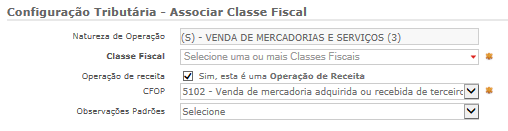 Configuração Tributária - Associar Classe Fiscal
Natureza de Operação (S) - VENDA DE MERCADORIAS E SERVIÇOS (3)
Classe Fiscal Selecione uma ou mais Classes Fiscais
Operação de receita Sim, esta é uma Operação de Receita
CFOP 5102 - Venda de mercadoria adquirida ou recebida de terceiro
Observações Padrões Selecione